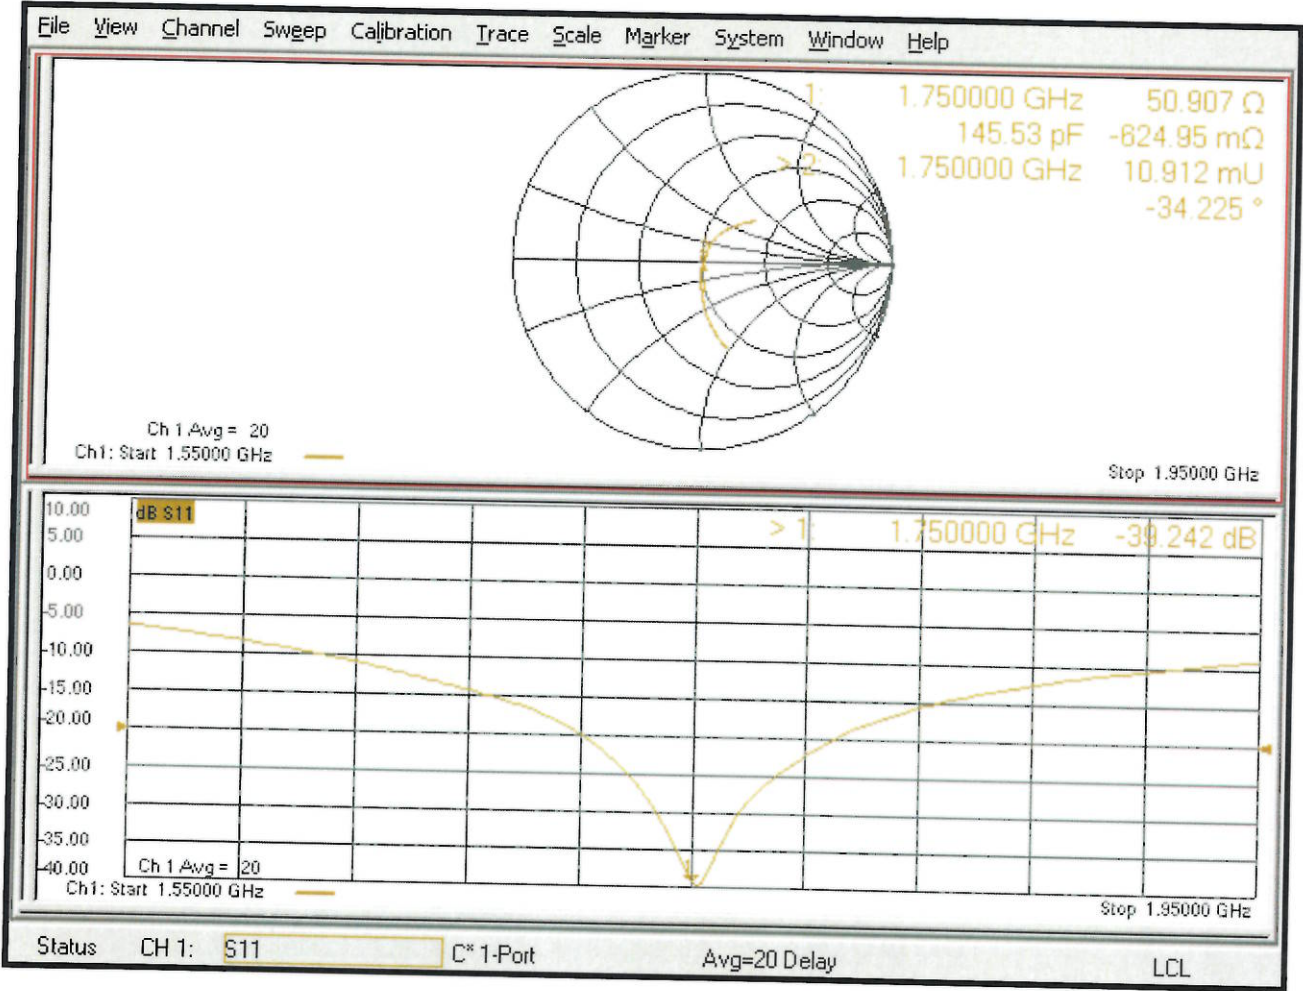 File View Channel Sweep Calibration Trace Scale Marker System Window Help
1: 1.750000 GHz 50.907 Ω
145.53 pF -624.95 mΩ
> 2: 1.750000 GHz 10.912 mU
-34.225 °
Ch 1 Avg = 20
Ch1: Start 1.55000 GHz
Stop 1.95000 GHz
10.00
dB S11
> 1: 1.750000 GHz -39.242 dB
5.00
0.00
-5.00
-10.00
-15.00
-20.00
-25.00
-30.00
-35.00
-40.00
1
Ch 1 Avg = 20
Ch1: Start 1.55000 GHz
Stop 1.95000 GHz
Status CH 1: S11 C* 1-Port Avg=20 Delay LCL